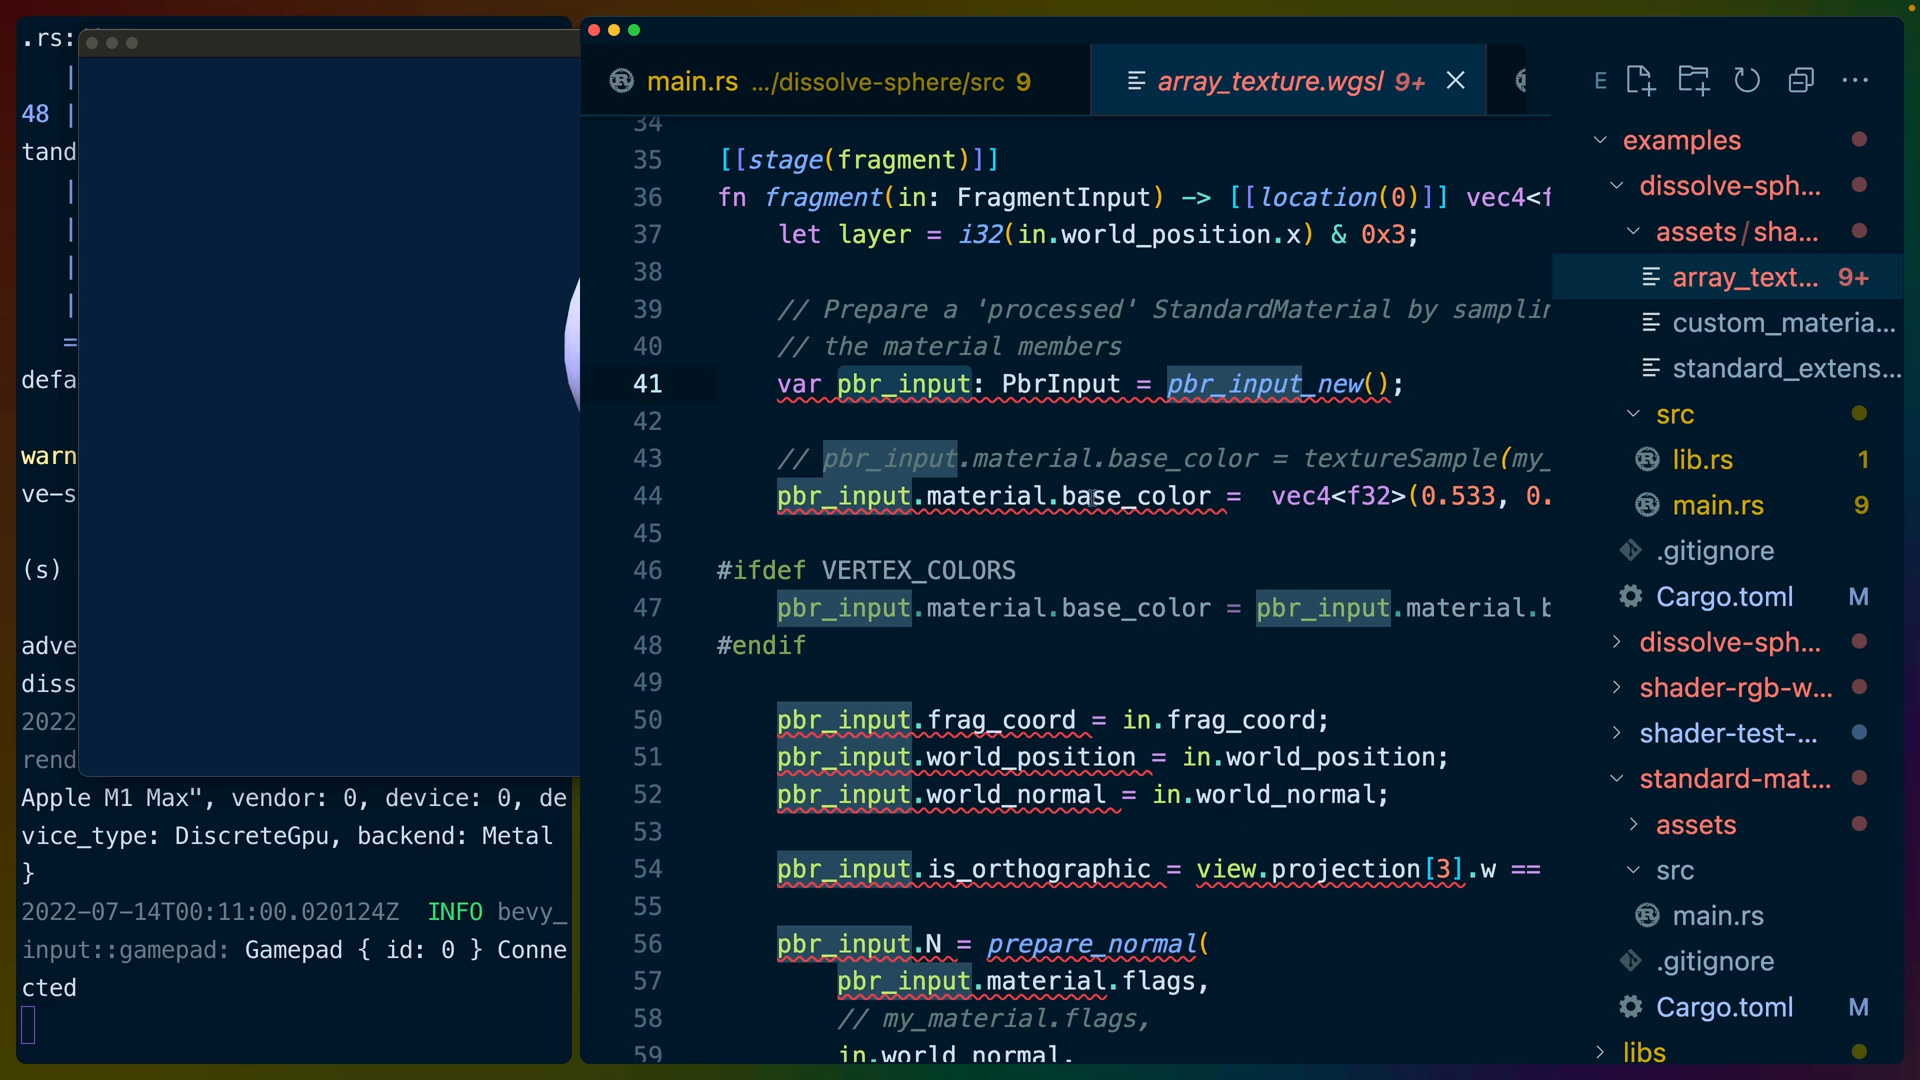 .rs:
|
48 |
tand
|
|
|
|
=
defa
warn
ve-s
(s)
adve
diss
2022
rend
Apple M1 Max", vendor: 0, device: 0, de
vice_type: DiscreteGpu, backend: Metal
}
2022-07-14T00:11:00.020124Z  INFO bevy_
input::gamepad: Gamepad { id: 0 } Conne
cted
main.rs .../dissolve-sphere/src 9
array_texture.wgsl 9+
34
35 [[stage(fragment)]]
36 fn fragment(in: FragmentInput) -> [[location(0)]] vec4<f
37 let layer = i32(in.world_position.x) & 0x3;
38
39 // Prepare a 'processed' StandardMaterial by samplin
40 // the material members
41 var pbr_input: PbrInput = pbr_input_new();
42
43 // pbr_input.material.base_color = textureSample(my_
44 pbr_input.material.base_color =  vec4<f32>(0.533, 0.
45
46 #ifdef VERTEX_COLORS
47 pbr_input.material.base_color = pbr_input.material.b
48 #endif
49
50 pbr_input.frag_coord = in.frag_coord;
51 pbr_input.world_position = in.world_position;
52 pbr_input.world_normal = in.world_normal;
53
54 pbr_input.is_orthographic = view.projection[3].w ==
55
56 pbr_input.N = prepare_normal(
57 pbr_input.material.flags,
58 // my_material.flags,
59 in.world_normal,
E
examples
dissolve-sph...
assets/sha...
array_text... 9+
custom_materia...
standard_extens...
src
lib.rs 1
main.rs 9
.gitignore
Cargo.toml M
dissolve-sph...
shader-rgb-w...
shader-test-...
standard-mat...
assets
src
main.rs
.gitignore
Cargo.toml M
libs